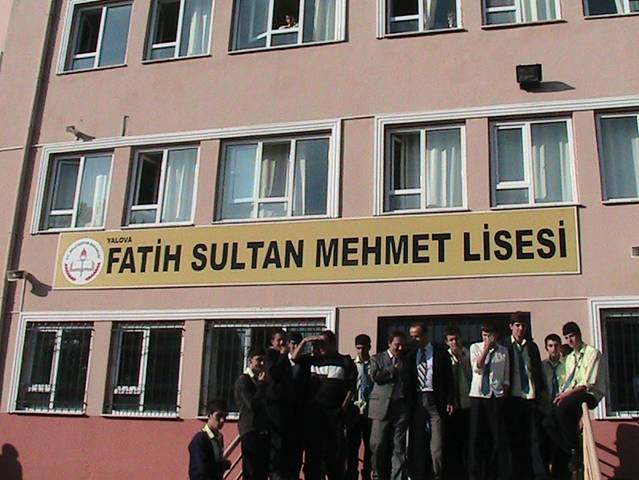 YALOVA
FATİH SULTAN MEHMET LİSESİ